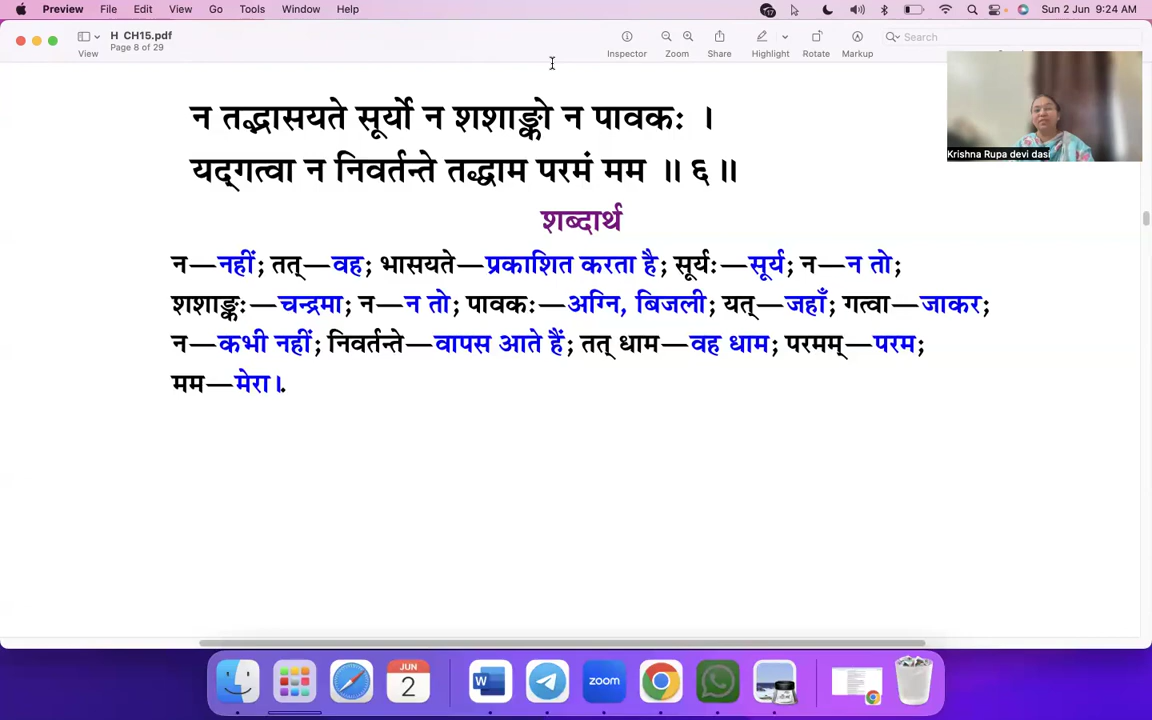 Preview File Edit View Go Tools Window Help Sun 2 Jun 9:24 AM
H CH15.pdf
Page 8 of 29
View Inspector Zoom Share Highlight Rotate Markup Search
न तद्भासयते सूर्यो न शशाङ्को न पावकः ।
यद्‌गत्वा न निवर्तन्ते तद्धाम परमं मम ॥ ६ ॥
Krishna Rupa devi dasi
शब्दार्थ
न—नहीं; तत्—वह; भासयते—प्रकाशित करता है; सूर्यः—सूर्य; न—न तो;
शशाङ्कः—चन्द्रमा; न—न तो; पावकः—अग्नि, बिजली; यत्—जहाँ; गत्वा—जाकर;
न—कभी नहीं; निवर्तन्ते—वापस आते हैं; तत् धाम—वह धाम; परमम्—परम;
मम—मेरा।.
JUN
2
W
zoom